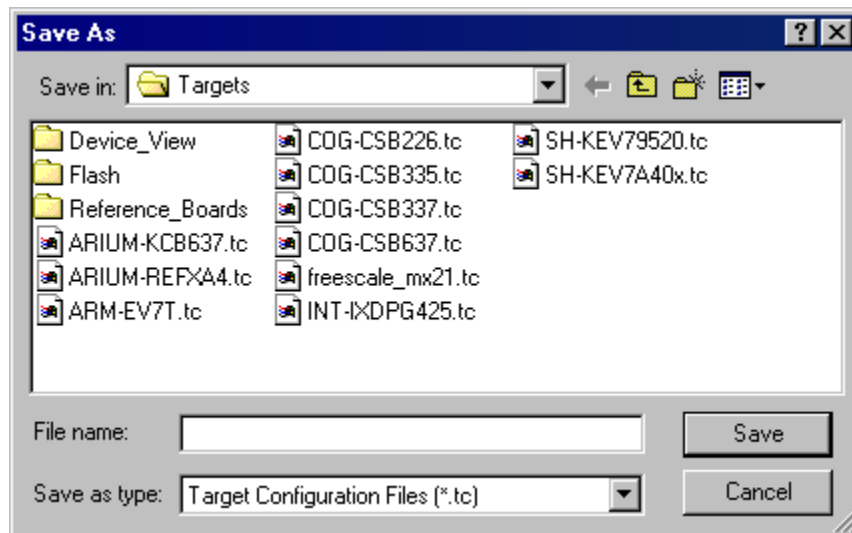 Save As
Save in: Targets
Device_View
Flash
Reference_Boards
ARIUM-KCB637.tc
ARIUM-REFXA4.tc
ARM-EV7T.tc
COG-CSB226.tc
COG-CSB335.tc
COG-CSB337.tc
COG-CSB637.tc
freescale_mx21.tc
INT-IXDPG425.tc
SH-KEV79520.tc
SH-KEV7A40x.tc
File name:
Save
Save as type: Target Configuration Files (*.tc)
Cancel